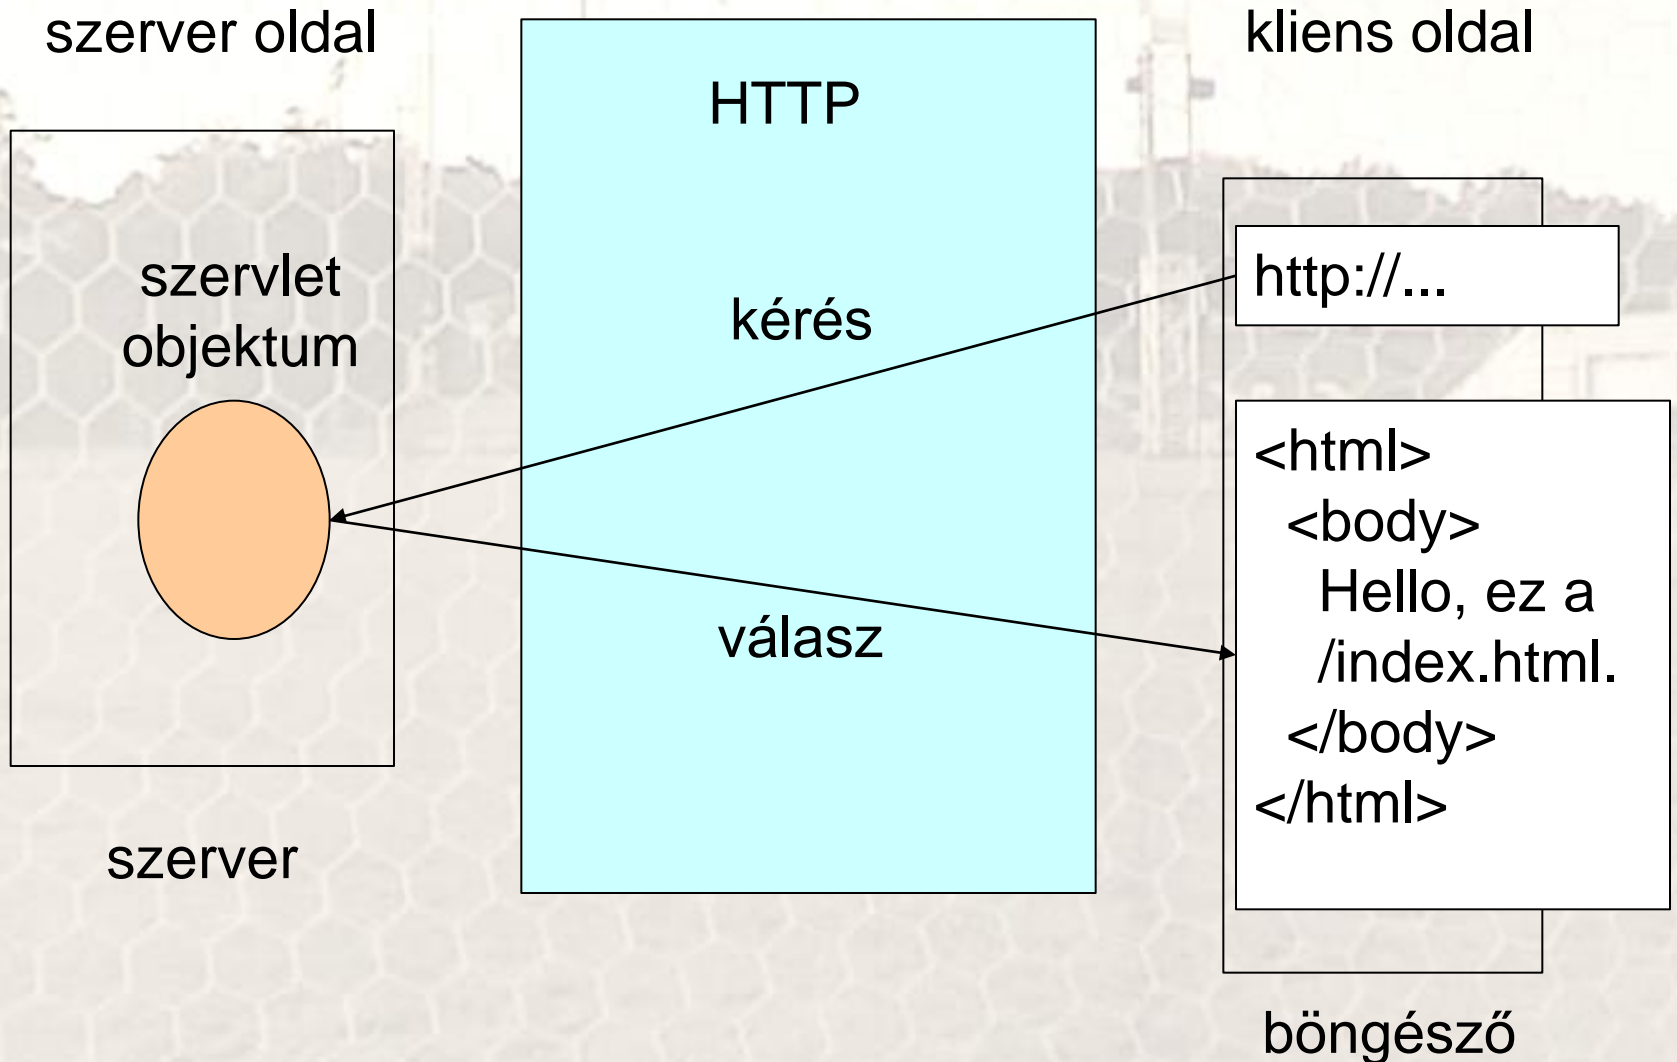 szerver oldal
HTTP
kliens oldal
szervlet
objektum
kérés
http://...
<html>
<body>
Hello, ez a
/index.html.
</body>
</html>
válasz
szerver
böngésző